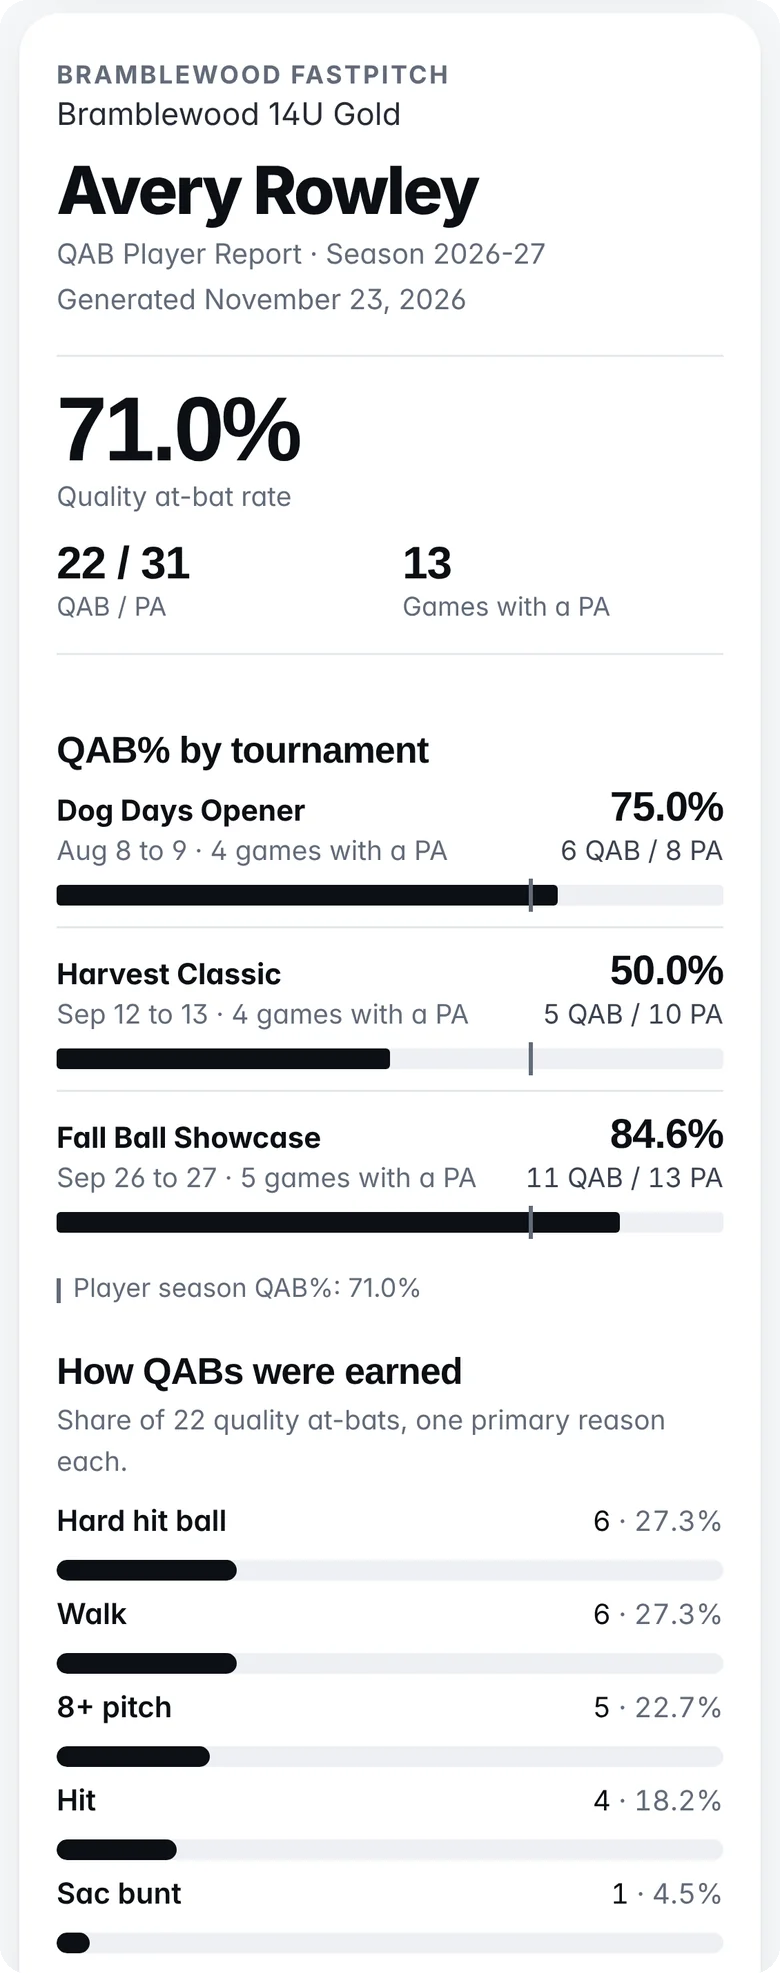 BRAMBLEWOOD FASTPITCH
Bramblewood 14U Gold
Avery Rowley
QAB Player Report · Season 2026-27
Generated November 23, 2026
71.0%
Quality at-bat rate
22 / 31
QAB / PA
13
Games with a PA
QAB% by tournament
Dog Days Opener 75.0%
Aug 8 to 9 · 4 games with a PA 6 QAB / 8 PA
Harvest Classic 50.0%
Sep 12 to 13 · 4 games with a PA 5 QAB / 10 PA
Fall Ball Showcase 84.6%
Sep 26 to 27 · 5 games with a PA 11 QAB / 13 PA
Player season QAB%: 71.0%
How QABs were earned
Share of 22 quality at-bats, one primary reason
each.
Hard hit ball 6 · 27.3%
Walk 6 · 27.3%
8+ pitch 5 · 22.7%
Hit 4 · 18.2%
Sac bunt 1 · 4.5%